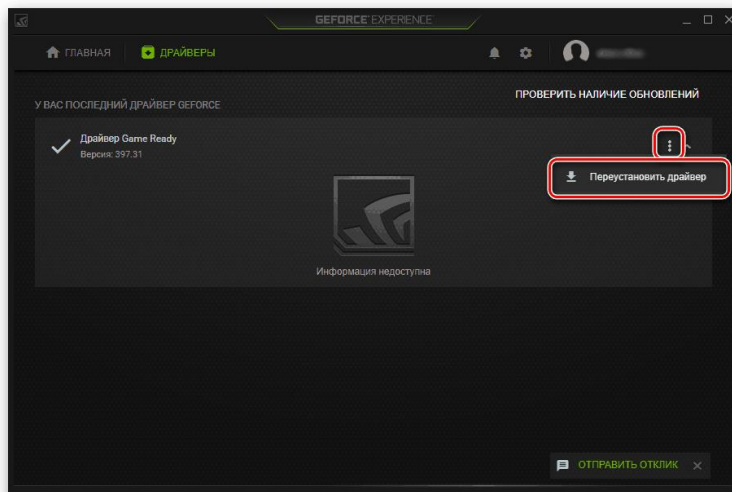 GEFORCE EXPERIENCE
ГЛАВНАЯ
ДРАЙВЕРЫ
ПРОВЕРИТЬ НАЛИЧИЕ ОБНОВЛЕНИЙ
У ВАС ПОСЛЕДНИЙ ДРАЙВЕР GEFORCE
Драйвер Game Ready
Версия: 397.31
Переустановить драйвер
Информация недоступна
ОТПРАВИТЬ ОТКЛИК